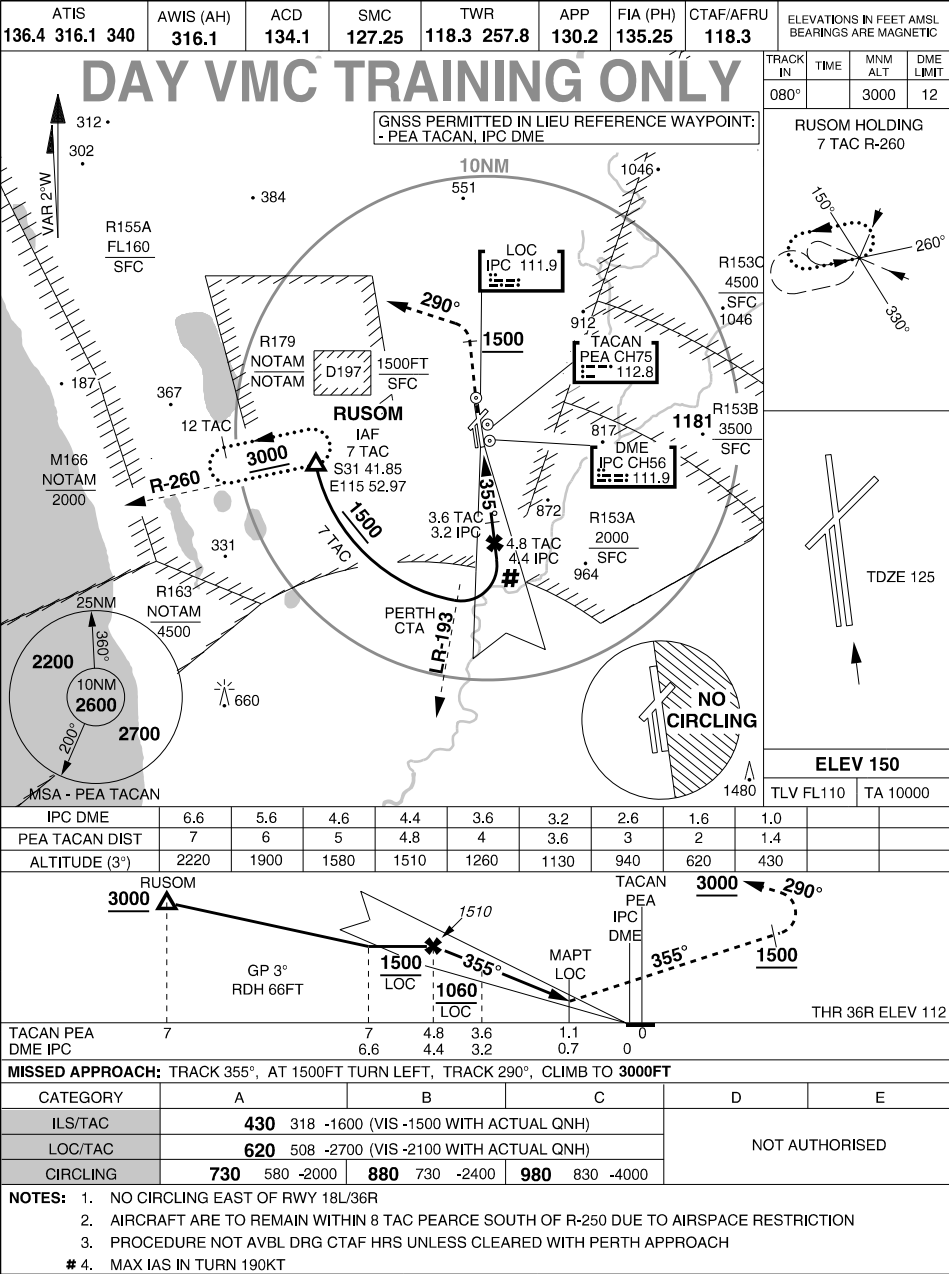 ATIS
136.4 316.1 340
AWIS (AH)
316.1
ACD
134.1
SMC
127.25
TWR
118.3 257.8
APP
130.2
FIA (PH)
135.25
CTAF/AFRU
118.3
ELEVATIONS IN FEET AMSL
BEARINGS ARE MAGNETIC
DAY VMC TRAINING ONLY
GNSS PERMITTED IN LIEU REFERENCE WAYPOINT:
- PEA TACAN, IPC DME
TRACK IN
TIME
MNM ALT
DME LIMIT
080°
3000
12
RUSOM HOLDING
7 TAC R-260
150°
260°
330°
VAR 2°W
312
302
384
10NM
551
1046
R155A
FL160
SFC
LOC
IPC 111.9
R153C
4500
SFC
1046
290°
1500
912
TACAN
PEA CH75
112.8
R179
NOTAM
NOTAM
D197
1500FT
SFC
187
367
12 TAC
RUSOM
IAF
7 TAC
S31 41.85
E115 52.97
3000
R-260
1181
R153B
3500
SFC
817
DME
IPC CH56
111.9
M166
NOTAM
2000
1500
7 TAC
355°
3.6 TAC
3.2 IPC
872
4.8 TAC
4.4 IPC
#
R153A
2000
SFC
964
331
R163
NOTAM
4500
PERTH
CTA
LR-193
25NM
360°
2200
10NM
2600
200°
2700
MSA - PEA TACAN
660
NO
CIRCLING
1480
TDZE 125
ELEV 150
TLV FL110
TA 10000
IPC DME 6.6 5.6 4.6 4.4 3.6 3.2 2.6 1.6 1.0
PEA TACAN DIST 7 6 5 4.8 4 3.6 3 2 1.4
ALTITUDE (3°) 2220 1900 1580 1510 1260 1130 940 620 430
RUSOM
3000
GP 3°
RDH 66FT
1500
LOC
1510
1060
LOC
355°
MAPT
LOC
TACAN
PEA
IPC
DME
355°
3000
290°
1500
THR 36R ELEV 112
TACAN PEA 7 7 4.8 3.6 1.1 0
DME IPC 6.6 4.4 3.2 0.7 0
MISSED APPROACH: TRACK 355°, AT 1500FT TURN LEFT, TRACK 290°, CLIMB TO 3000FT
CATEGORY A B C D E
ILS/TAC 430 318 -1600 (VIS -1500 WITH ACTUAL QNH)
LOC/TAC 620 508 -2700 (VIS -2100 WITH ACTUAL QNH)
NOT AUTHORISED
CIRCLING 730 580 -2000 880 730 -2400 980 830 -4000
NOTES: 1. NO CIRCLING EAST OF RWY 18L/36R
2. AIRCRAFT ARE TO REMAIN WITHIN 8 TAC PEARCE SOUTH OF R-250 DUE TO AIRSPACE RESTRICTION
3. PROCEDURE NOT AVBL DRG CTAF HRS UNLESS CLEARED WITH PERTH APPROACH
# 4. MAX IAS IN TURN 190KT